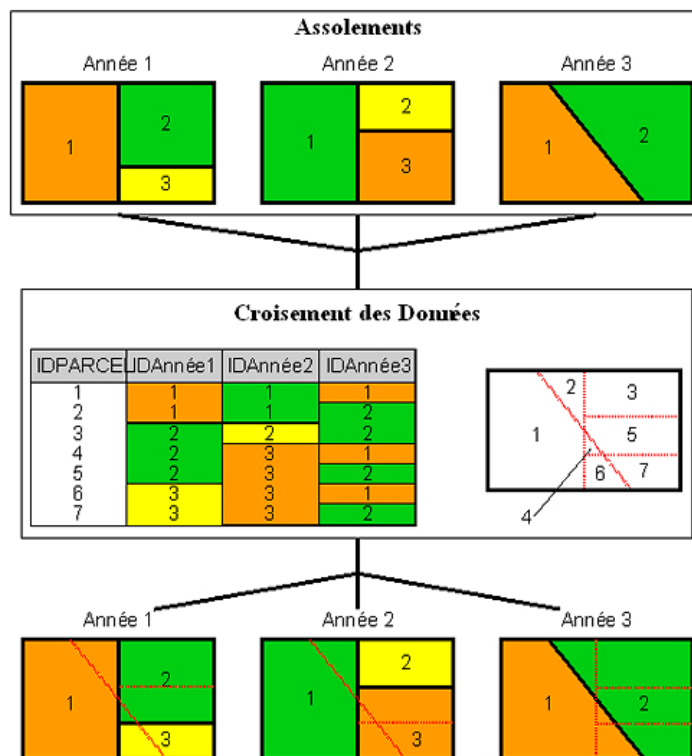 Assolements
Année 1 Année 2 Année 3
1 2 3 1 2 3 1 2
Croisement des Données
IDPARCEL IDAnnée1 IDAnnée2 IDAnnée3
1 1 1 1
2 1 1 2
3 2 2 2
4 2 3 1
5 2 3 2
6 3 3 1
7 3 3 2
2 3
1 5
6 7
4
Année 1 Année 2 Année 3
1 2 3 1 2 3 1 2